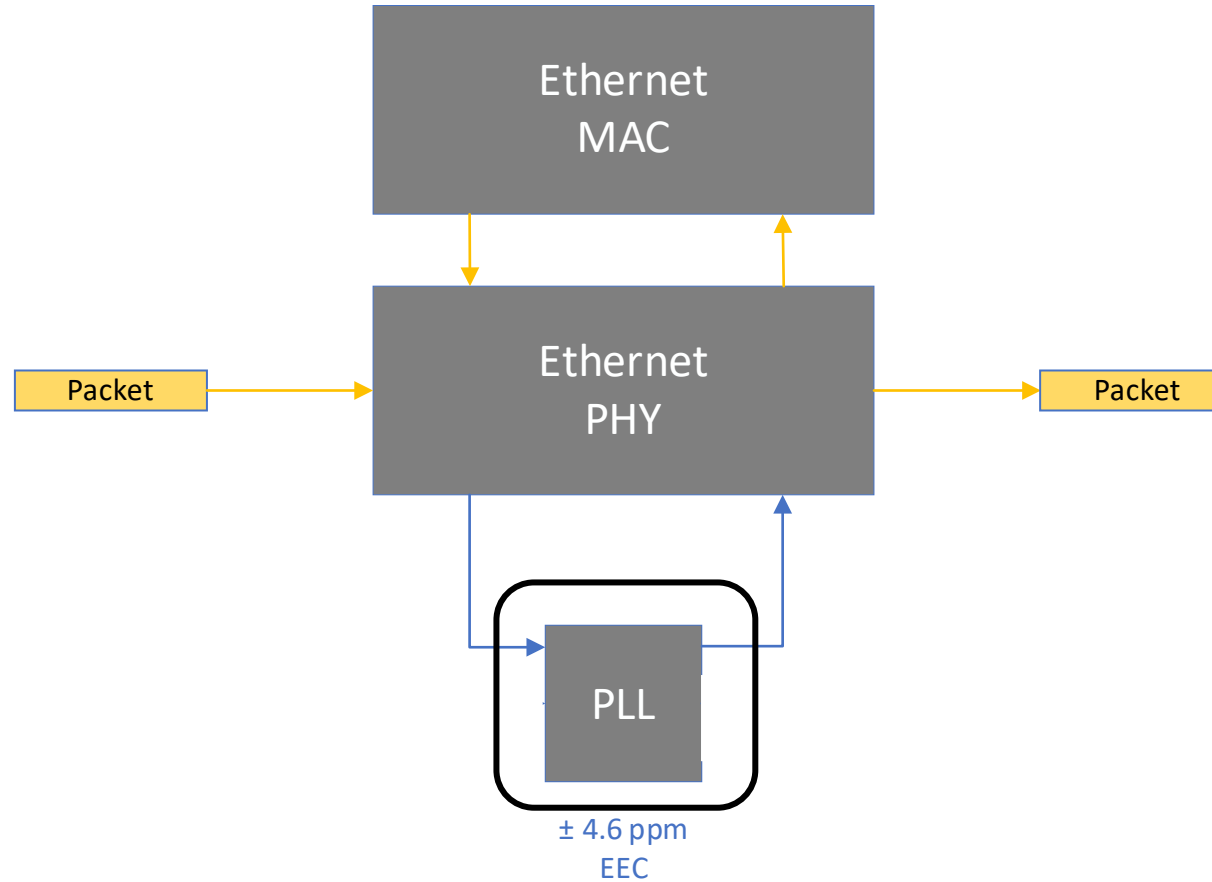 Ethernet
MAC
Ethernet
PHY
Packet
Packet
PLL
± 4.6 ppm
EEC